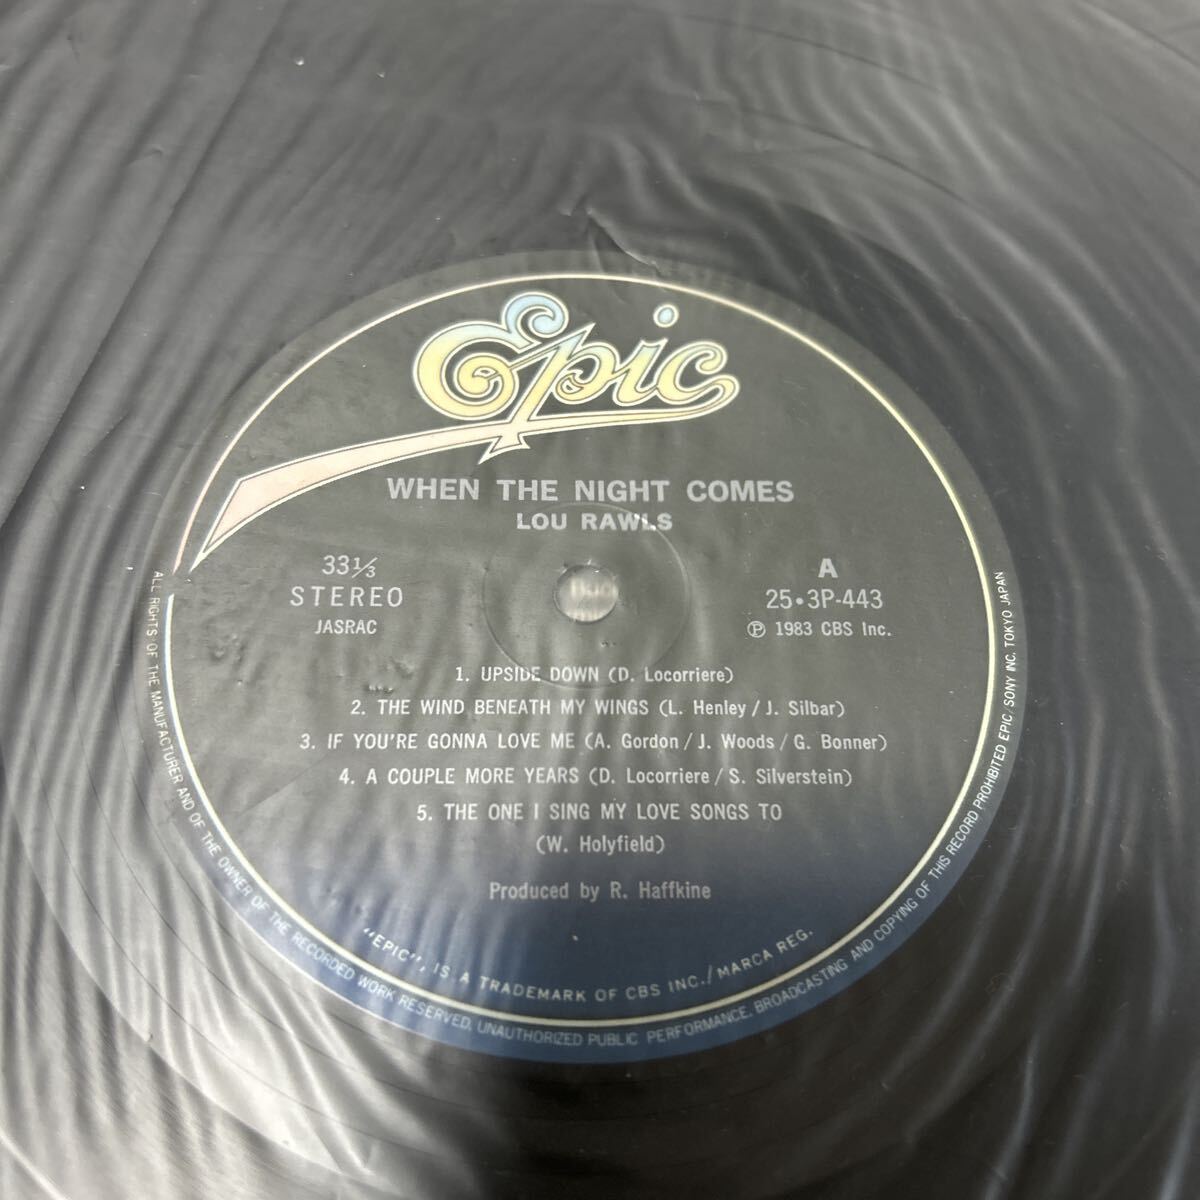 Epic
WHEN THE NIGHT COMES
LOU RAWLS
33⅓
STEREO
JASRAC
A
25・3P-443
Ⓟ 1983 CBS Inc.
1. UPSIDE DOWN (D. Locorriere)
2. THE WIND BENEATH MY WINGS (L. Henley / J. Silbar)
3. IF YOU'RE GONNA LOVE ME (A. Gordon / J. Woods / G. Bonner)
4. A COUPLE MORE YEARS (D. Locorriere / S. Silverstein)
5. THE ONE I SING MY LOVE SONGS TO
(W. Holyfield)
Produced by R. Haffkine
"EPIC", IS A TRADEMARK OF CBS INC./MARCA REG.
ALL RIGHTS OF THE MANUFACTURER AND OF THE OWNER OF THE RECORDED WORK RESERVED. UNAUTHORIZED PUBLIC PERFORMANCE, BROADCASTING AND COPYING OF THIS RECORD PROHIBITED EPIC/SONY INC. TOKYO JAPAN